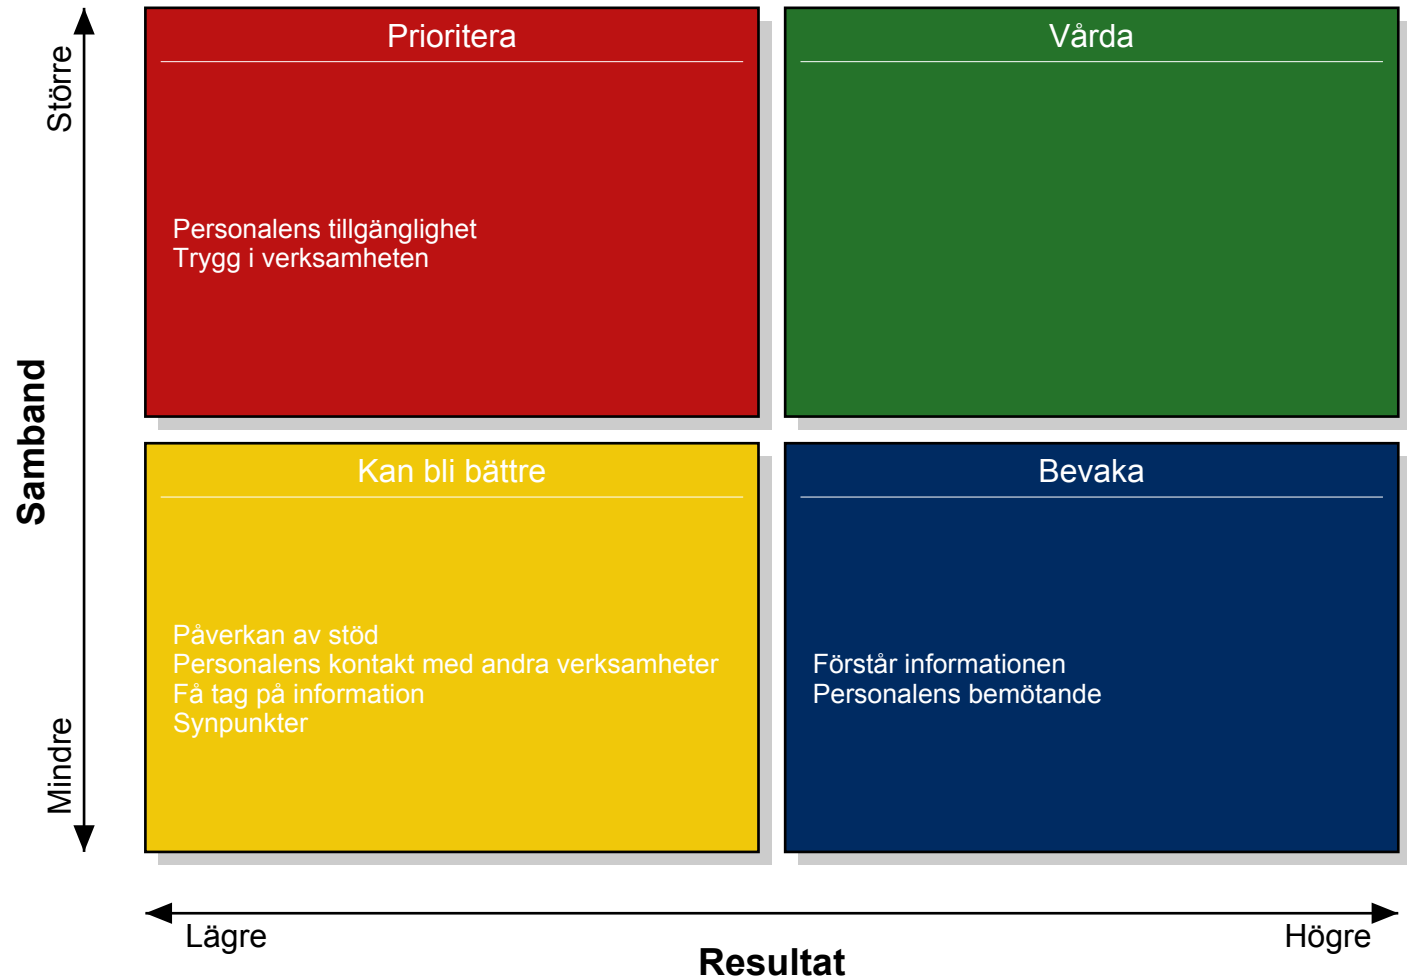 Större
Samband
Mindre
Prioritera
Personalens tillgänglighet
Trygg i verksamheten
Vårda
Kan bli bättre
Påverkan av stöd
Personalens kontakt med andra verksamheter
Få tag på information
Synpunkter
Bevaka
Förstår informationen
Personalens bemötande
Lägre
Högre
Resultat